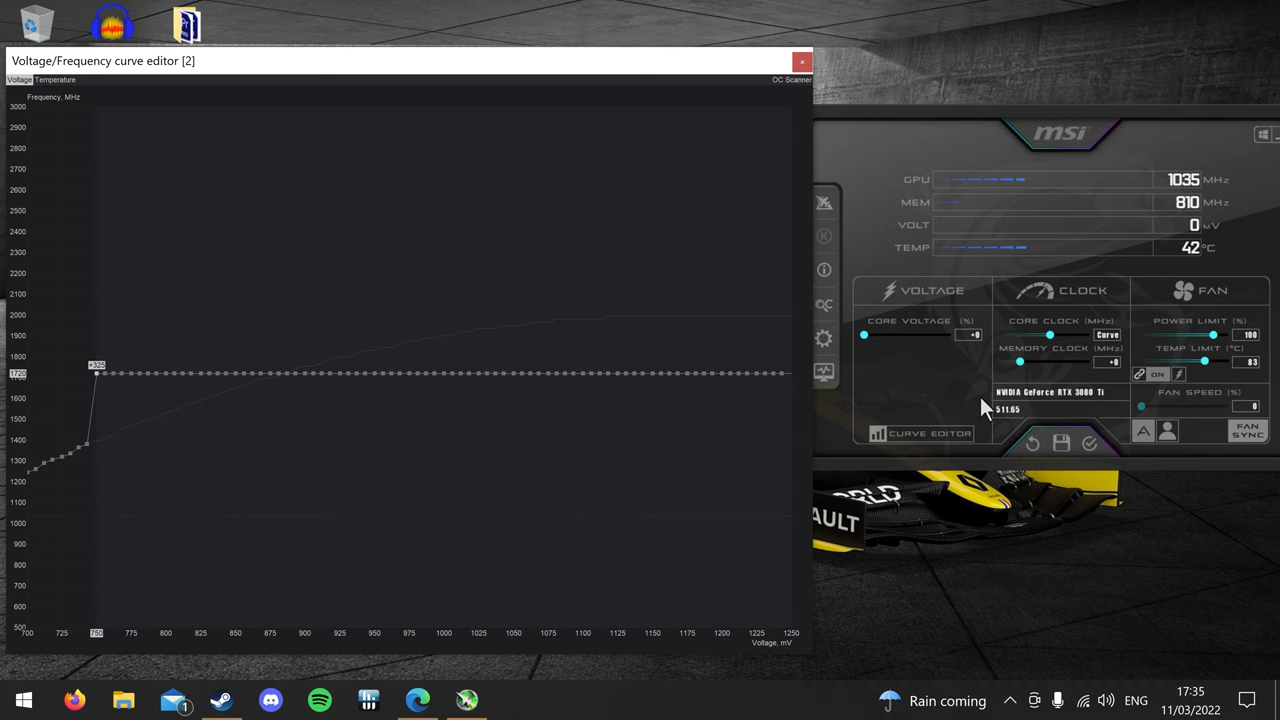 Voltage/Frequency curve editor [2]
Voltage Temperature
OC Scanner
Frequency, MHz
3000
2900
2800
2700
2600
2500
2400
2300
2200
2100
2000
1900
1800
1720
1600
1500
1400
1300
1200
1100
1000
900
800
700
600
500
+325
700 725 750 775 800 825 850 875 900 925 950 975 1000 1025 1050 1075 1100 1125 1150 1175 1200 1225 1250
Voltage, mV
msi
GPU 1035 MHz
MEM 810 MHz
VOLT 0 uV
TEMP 42 °C
K
OC
VOLTAGE
CORE VOLTAGE (%)
+0
CURVE EDITOR
CLOCK
CORE CLOCK (MHz)
Curve
MEMORY CLOCK (MHz)
+0
NVIDIA GeForce RTX 3080 Ti
511.65
FAN
POWER LIMIT (%)
100
TEMP LIMIT (°C)
ON
83
FAN SPEED (%)
0
A
FAN SYNC
AULT
Pr
1
Rain coming
ENG
17:35
11/03/2022